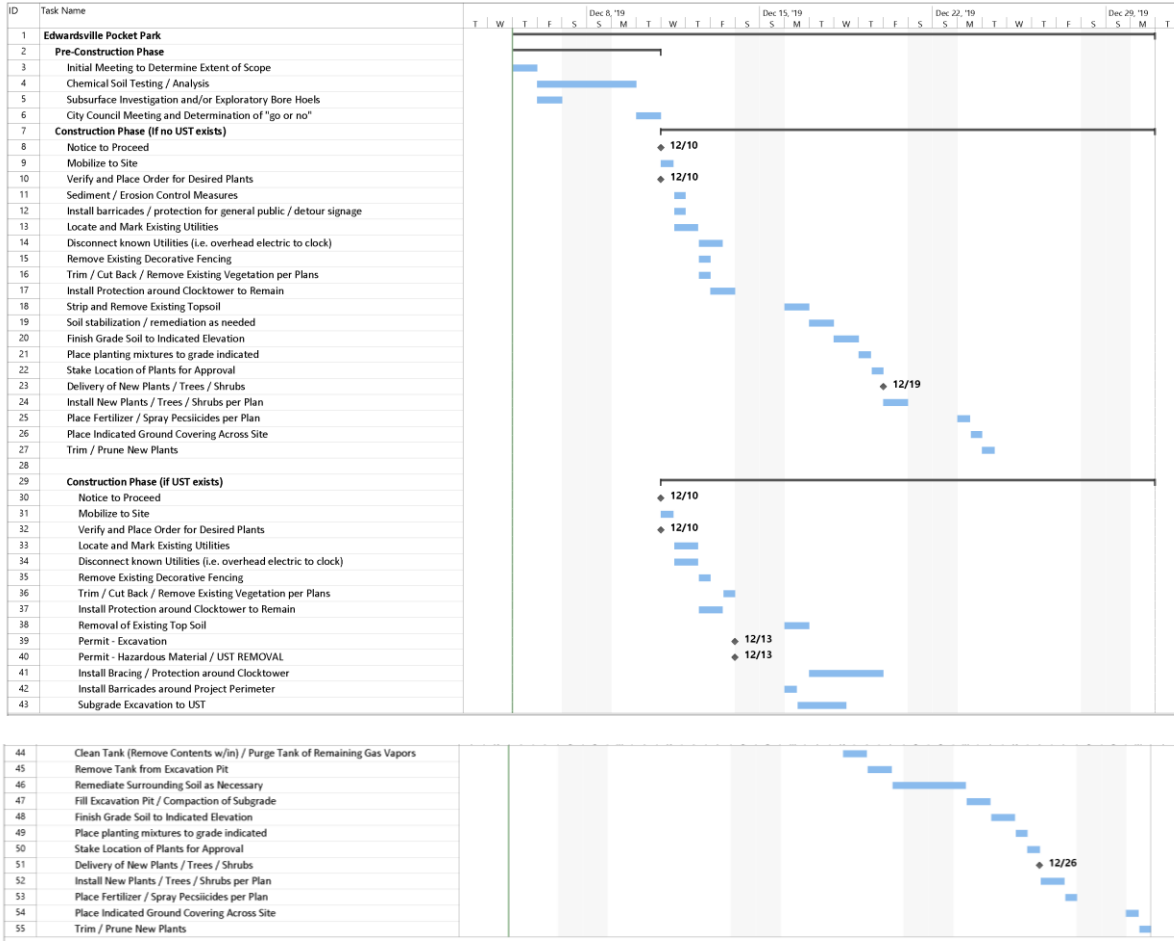 ID Task Name Dec 8, '19 Dec 15, '19 Dec 22, '19 Dec 29, '19
T W T F S S M T W T F S S M T W T F S S M T W T F S S M T
1 Edwardsville Pocket Park
2 Pre-Construction Phase
3 Initial Meeting to Determine Extent of Scope
4 Chemical Soil Testing / Analysis
5 Subsurface Investigation and/or Exploratory Bore Hoels
6 City Council Meeting and Determination of "go or no"
7 Construction Phase (If no UST exists)
8 Notice to Proceed 12/10
9 Mobilize to Site
10 Verify and Place Order for Desired Plants 12/10
11 Sediment / Erosion Control Measures
12 Install barricades / protection for general public / detour signage
13 Locate and Mark Existing Utilities
14 Disconnect known Utilities (i.e. overhead electric to clock)
15 Remove Existing Decorative Fencing
16 Trim / Cut Back / Remove Existing Vegetation per Plans
17 Install Protection around Clocktower to Remain
18 Strip and Remove Existing Topsoil
19 Soil stabilization / remediation as needed
20 Finish Grade Soil to Indicated Elevation
21 Place planting mixtures to grade indicated
22 Stake Location of Plants for Approval
23 Delivery of New Plants / Trees / Shrubs 12/19
24 Install New Plants / Trees / Shrubs per Plan
25 Place Fertilizer / Spray Pecsiicides per Plan
26 Place Indicated Ground Covering Across Site
27 Trim / Prune New Plants
28
29 Construction Phase (if UST exists)
30 Notice to Proceed 12/10
31 Mobilize to Site
32 Verify and Place Order for Desired Plants 12/10
33 Locate and Mark Existing Utilities
34 Disconnect known Utilities (i.e. overhead electric to clock)
35 Remove Existing Decorative Fencing
36 Trim / Cut Back / Remove Existing Vegetation per Plans
37 Install Protection around Clocktower to Remain
38 Removal of Existing Top Soil
39 Permit - Excavation 12/13
40 Permit - Hazardous Material / UST REMOVAL 12/13
41 Install Bracing / Protection around Clocktower
42 Install Barricades around Project Perimeter
43 Subgrade Excavation to UST
44 Clean Tank (Remove Contents w/in) / Purge Tank of Remaining Gas Vapors
45 Remove Tank from Excavation Pit
46 Remediate Surrounding Soil as Necessary
47 Fill Excavation Pit / Compaction of Subgrade
48 Finish Grade Soil to Indicated Elevation
49 Place planting mixtures to grade indicated
50 Stake Location of Plants for Approval
51 Delivery of New Plants / Trees / Shrubs 12/26
52 Install New Plants / Trees / Shrubs per Plan
53 Place Fertilizer / Spray Pecsiicides per Plan
54 Place Indicated Ground Covering Across Site
55 Trim / Prune New Plants